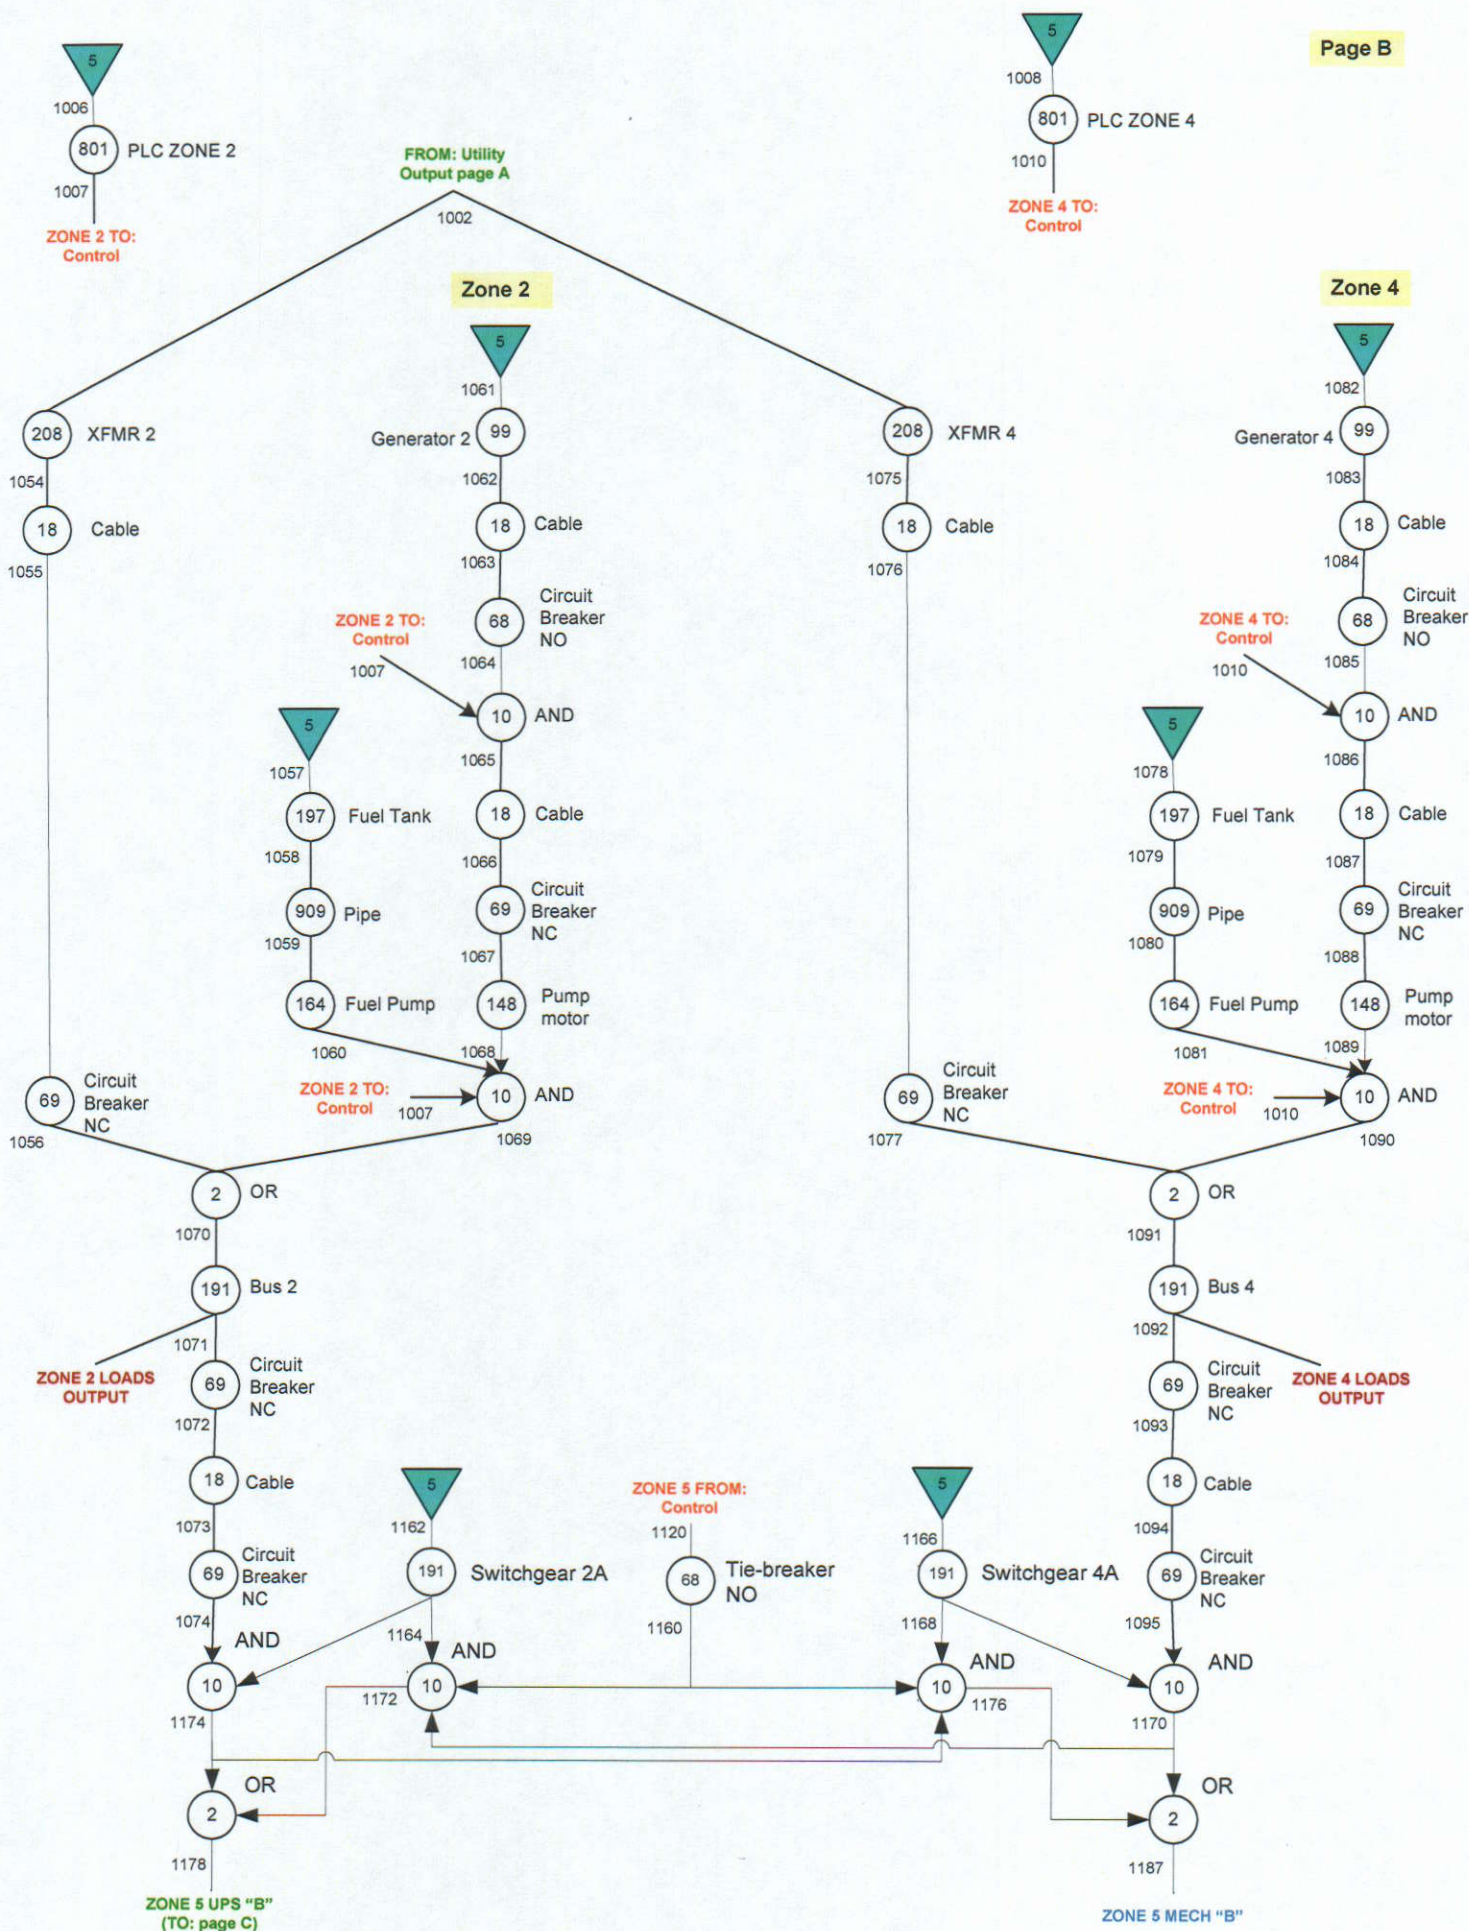 5
5
Page B
1006
1008
801 PLC ZONE 2
801 PLC ZONE 4
FROM: Utility
Output page A
1007
1010
1002
ZONE 2 TO:
Control
ZONE 4 TO:
Control
Zone 2
Zone 4
5
5
1061
1082
208 XFMR 2
Generator 2 99
208 XFMR 4
Generator 4 99
1054
1062
1075
1083
18 Cable
18 Cable
18 Cable
18 Cable
1055
1063
1076
1084
ZONE 2 TO:
Control
68
Circuit
Breaker
NO
ZONE 4 TO:
Control
68
Circuit
Breaker
NO
1007
1064
1010
1085
10 AND
10 AND
5
5
1057
1065
1078
1086
197 Fuel Tank
18 Cable
197 Fuel Tank
18 Cable
1058
1066
1079
1087
909 Pipe
69
Circuit
Breaker
NC
909 Pipe
69
Circuit
Breaker
NC
1059
1067
1080
1088
164 Fuel Pump
148
Pump
motor
164 Fuel Pump
148
Pump
motor
1060
1068
1081
1089
69
Circuit
Breaker
NC
ZONE 2 TO:
Control
1007
10 AND
69
Circuit
Breaker
NC
ZONE 4 TO:
Control
1010
10 AND
1056
1069
1077
1090
2 OR
2 OR
1070
1091
191 Bus 2
191 Bus 4
1071
1092
ZONE 2 LOADS
OUTPUT
69
Circuit
Breaker
NC
69
Circuit
Breaker
NC
ZONE 4 LOADS
OUTPUT
1072
1093
18 Cable
5
ZONE 5 FROM:
Control
5
18 Cable
1073
1162
1120
1166
1094
69
Circuit
Breaker
NC
191 Switchgear 2A
68
Tie-breaker
NO
191 Switchgear 4A
69
Circuit
Breaker
NC
1074
1164
1160
1168
1095
AND
AND
AND
AND
10
10
10
10
1174
1172
1176
1170
OR
OR
2
2
1178
1187
ZONE 5 UPS “B”
(TO: page C)
ZONE 5 MECH “B”